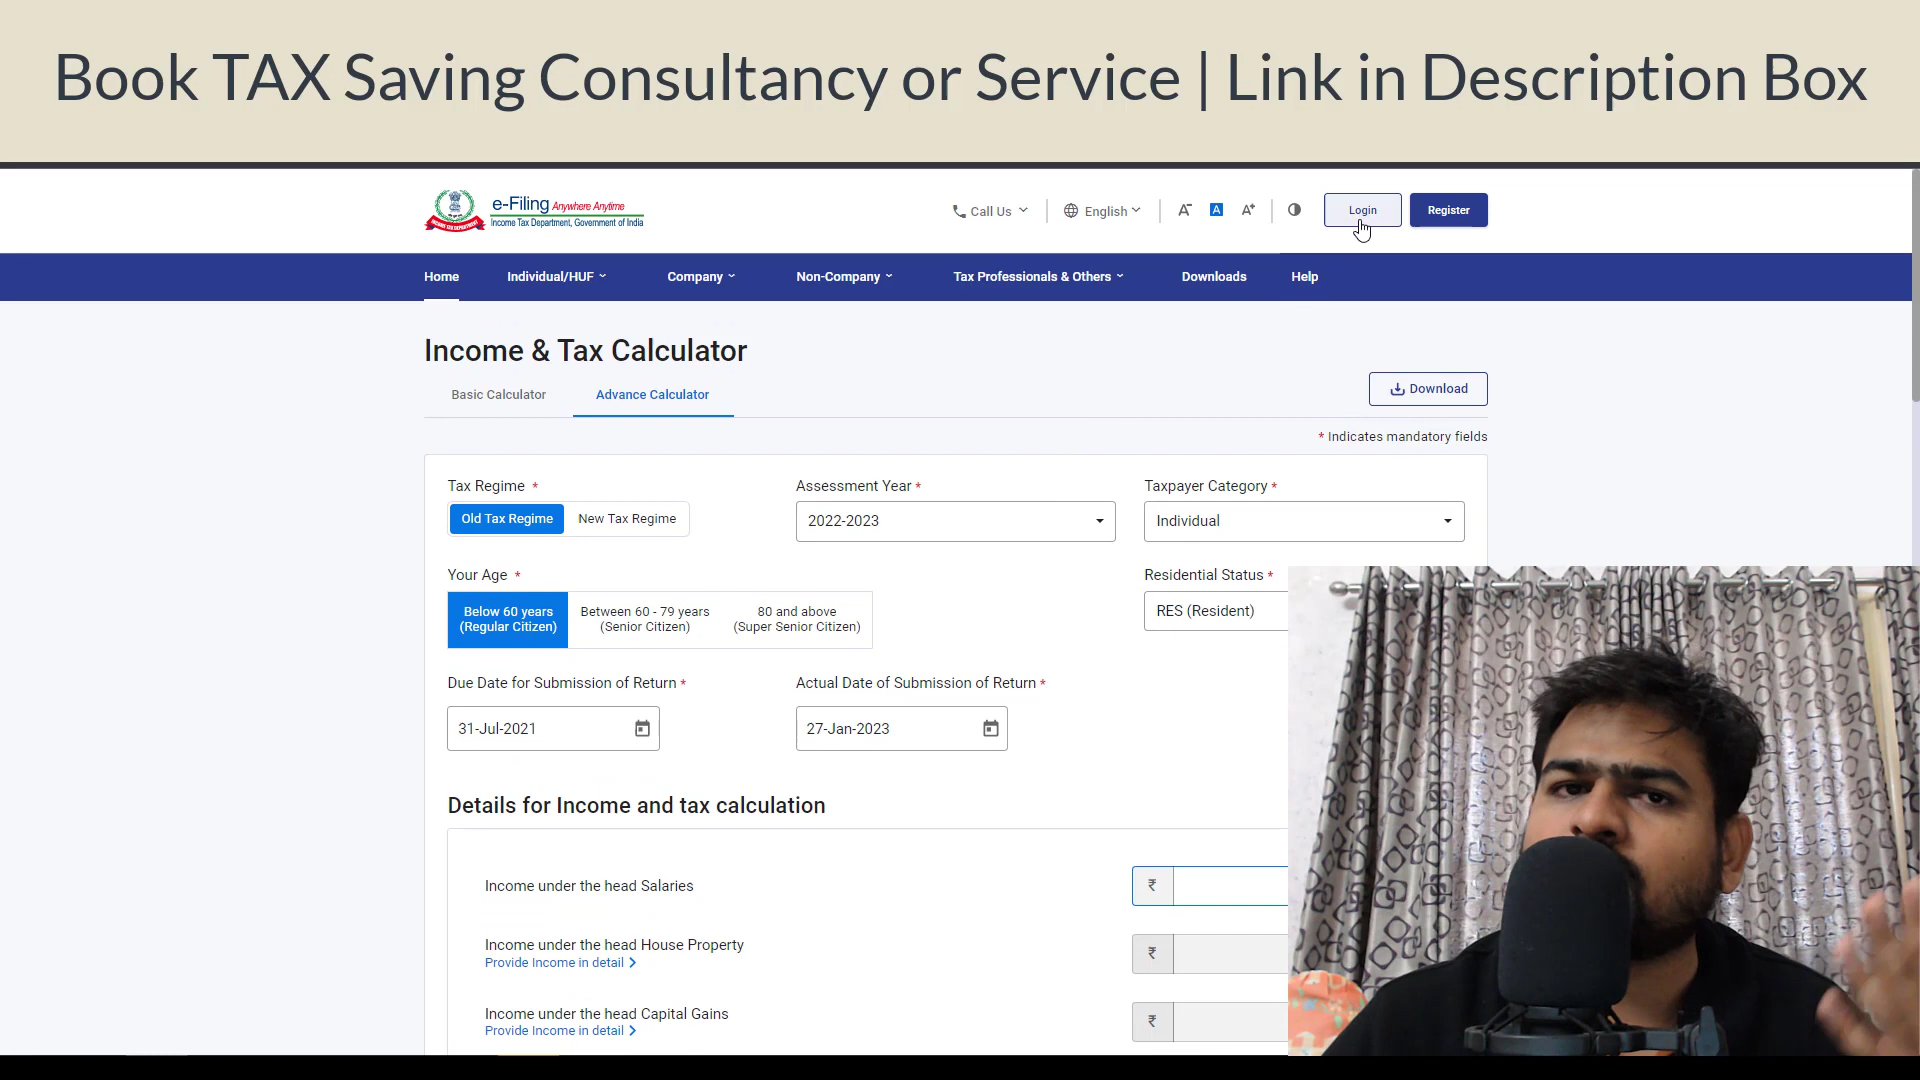 Book TAX Saving Consultancy or Service | Link in Description Box
e-Filing Anywhere Anytime
Income Tax Department, Government of India
Call Us
English
A-
A
A+
Login
Register
Home
Individual/HUF
Company
Non-Company
Tax Professionals & Others
Downloads
Help
Income & Tax Calculator
Basic Calculator
Advance Calculator
Download
* Indicates mandatory fields
Tax Regime *
Old Tax Regime
New Tax Regime
Assessment Year *
2022-2023
Taxpayer Category *
Individual
Your Age *
Below 60 years
(Regular Citizen)
Between 60 - 79 years
(Senior Citizen)
80 and above
(Super Senior Citizen)
Residential Status *
RES (Resident)
Due Date for Submission of Return *
31-Jul-2021
Actual Date of Submission of Return *
27-Jan-2023
Details for Income and tax calculation
Income under the head Salaries
₹
Income under the head House Property
Provide Income in detail
₹
Income under the head Capital Gains
Provide Income in detail
₹